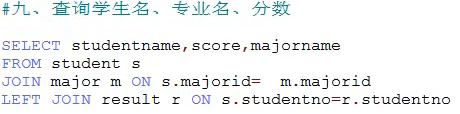 #九、查询学生名、专业名、分数
SELECT studentname,score,majorname
FROM student s
JOIN major m ON s.majorid=  m.majorid
LEFT JOIN result r ON s.studentno=r.studentno